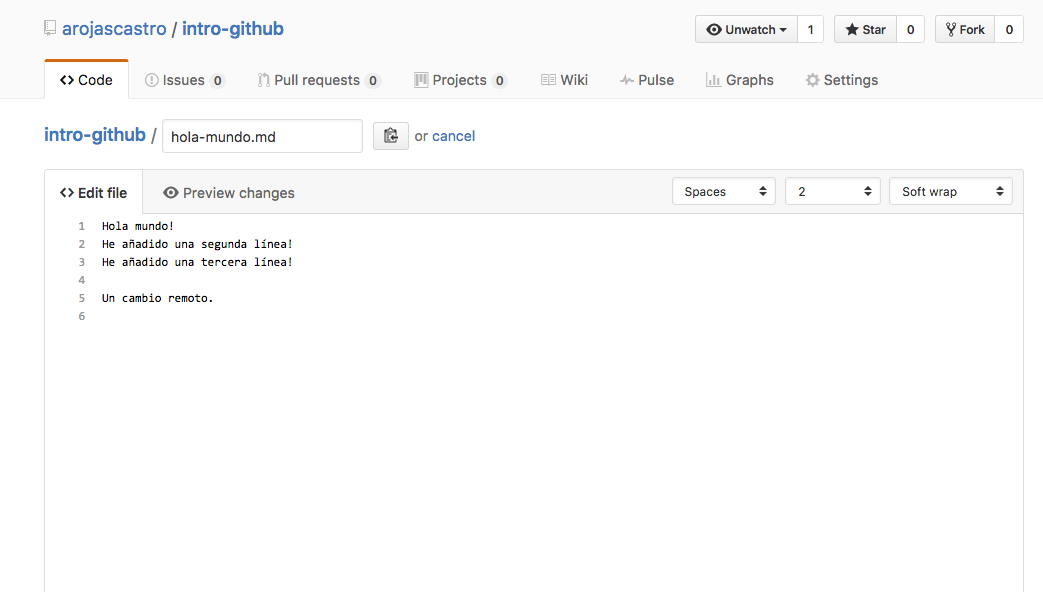 arojascastro / intro-github
Unwatch 1 Star 0 Fork 0
Code Issues 0 Pull requests 0 Projects 0 Wiki Pulse Graphs Settings
intro-github / hola-mundo.md or cancel
<> Edit file Preview changes Spaces 2 Soft wrap
1 Hola mundo!
2 He añadido una segunda línea!
3 He añadido una tercera línea!
4
5 Un cambio remoto.
6